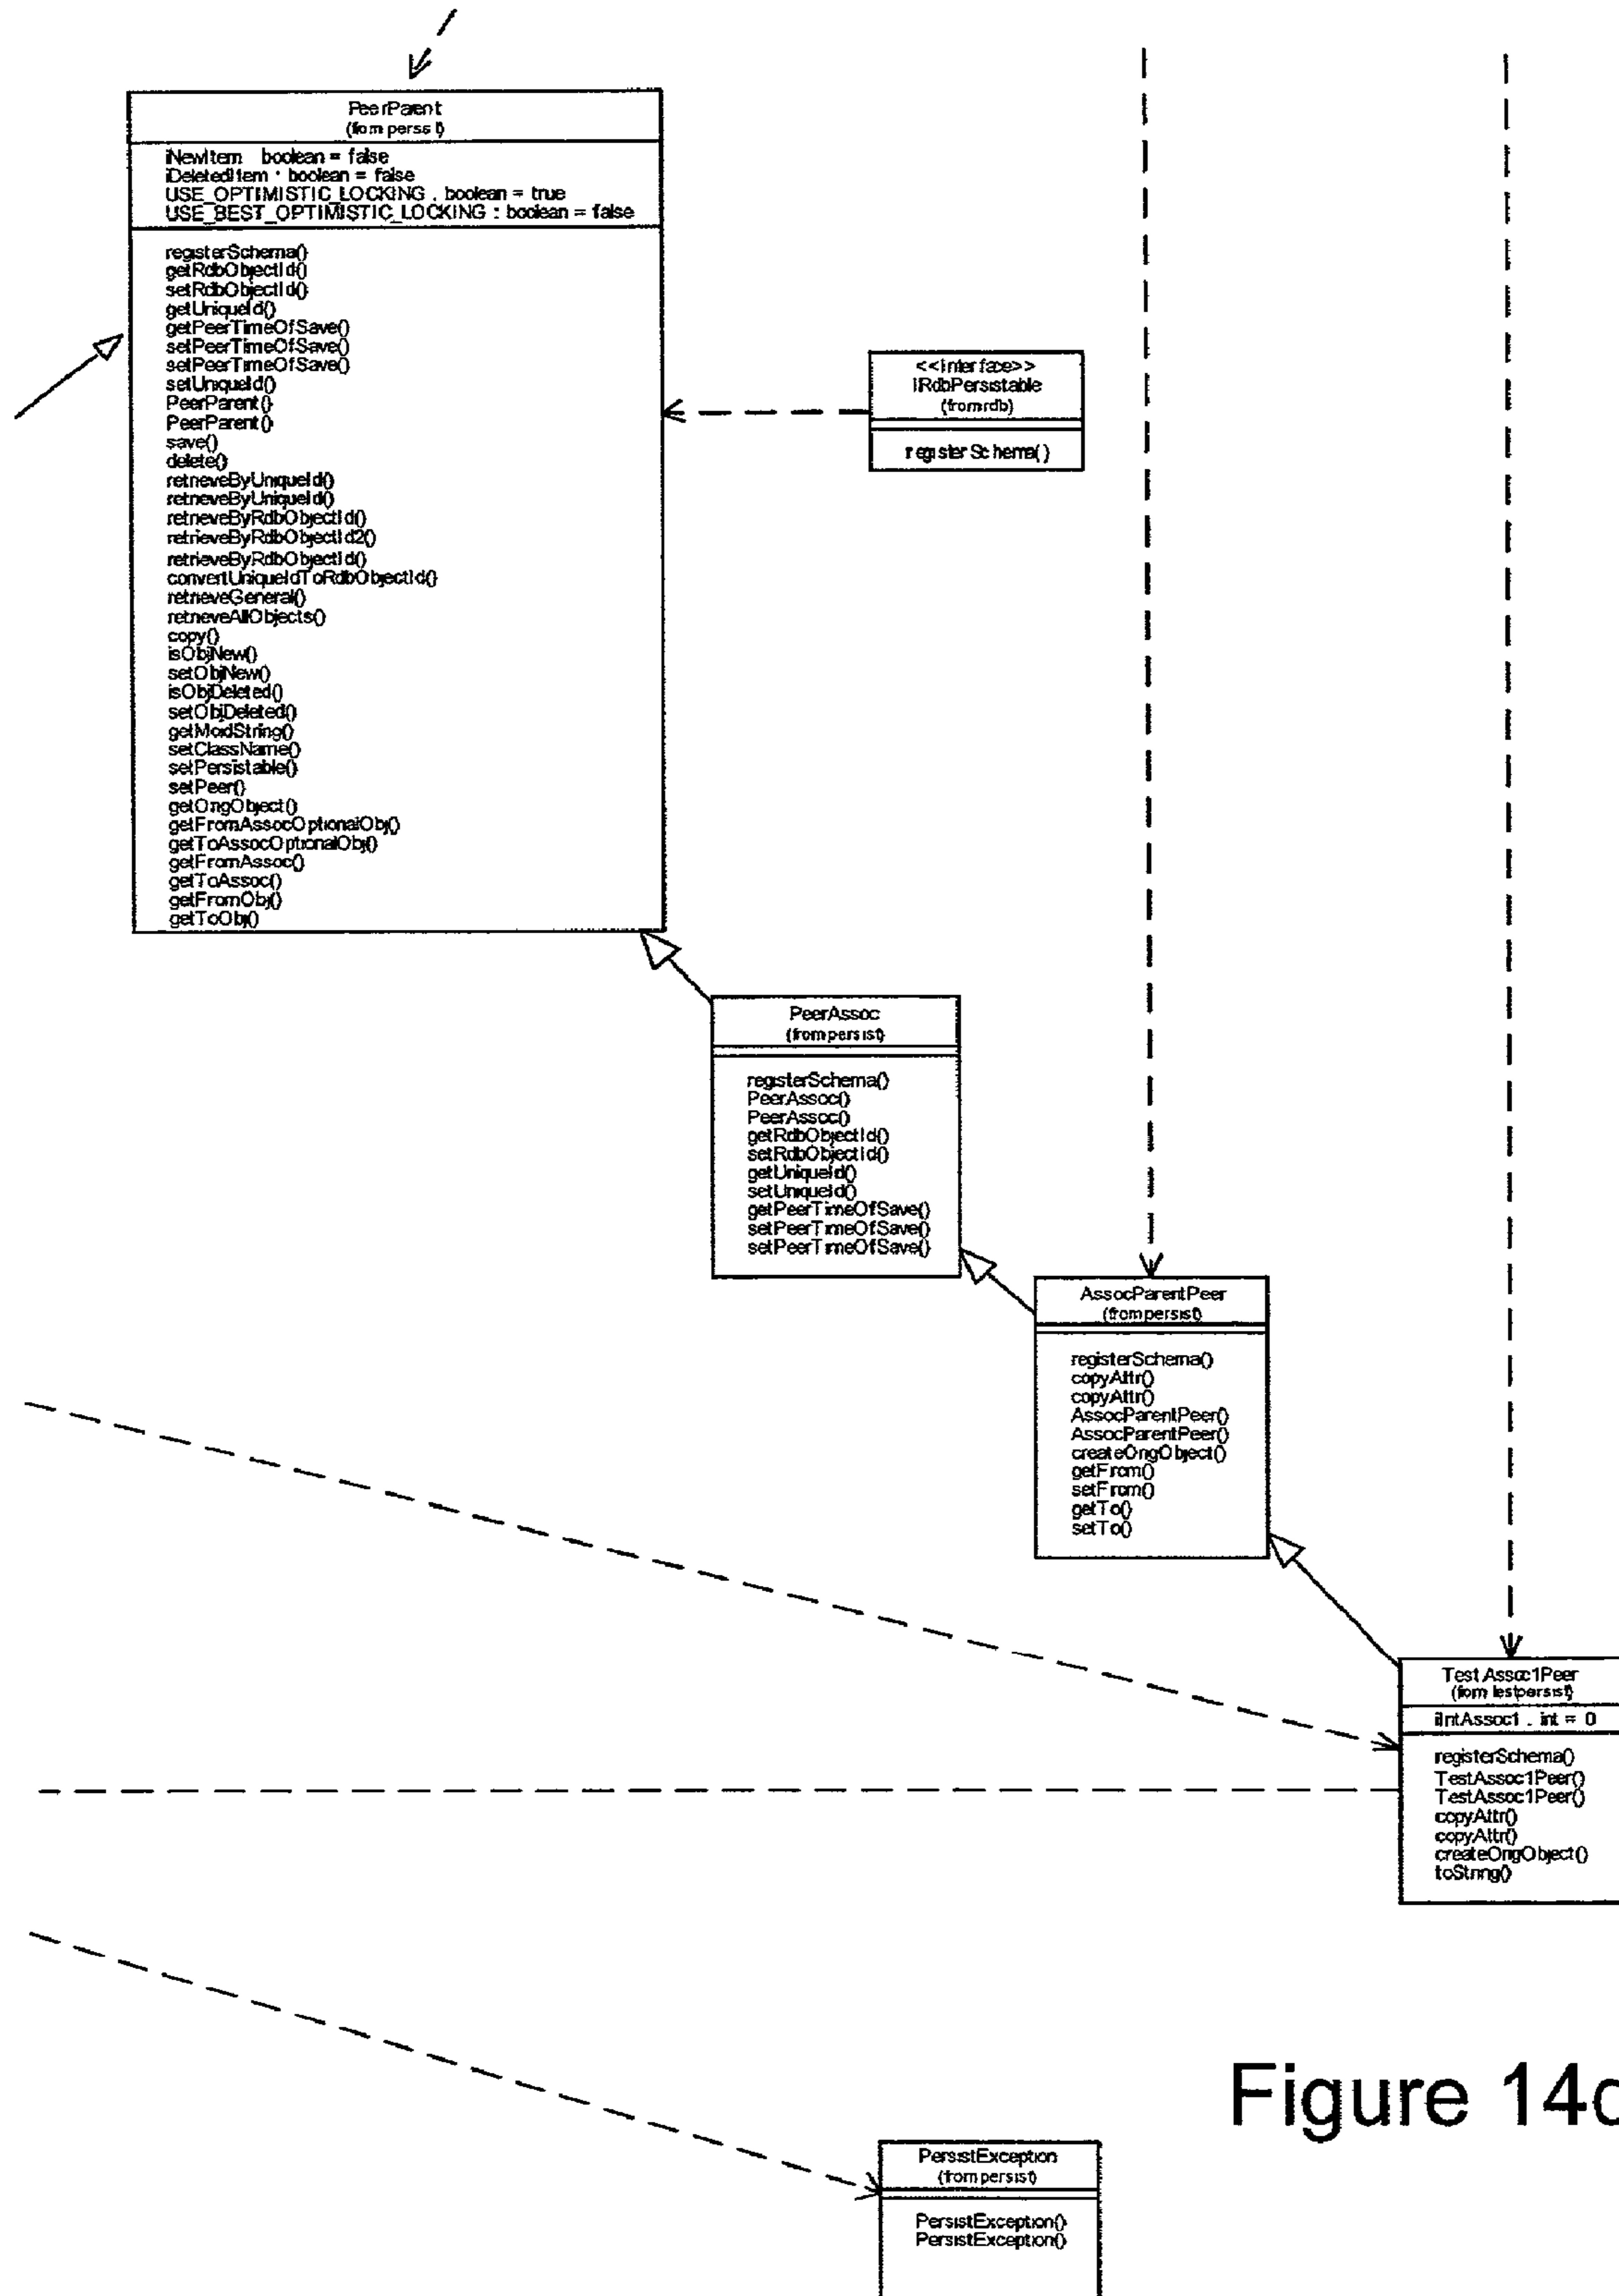 PeerParent
(from persist)
iNewItem boolean = false
iDeletedItem : boolean = false
USE_OPTIMISTIC_LOCKING . boolean = true
USE_BEST_OPTIMISTIC_LOCKING : boolean = false
registerSchema()
getRdbObjectId()
setRdbObjectId()
getUniqueId()
getPeerTimeOfSave()
setPeerTimeOfSave()
setPeerTimeOfSave()
setUniqueId()
PeerParent()
PeerParent()
save()
delete()
retrieveByUniqueId()
retrieveByUniqueId()
retrieveByRdbObjectId()
retrieveByRdbObjectId2()
retrieveByRdbObjectId()
convertUniqueIdToRdbObjectId()
retrieveGeneral()
retrieveAllObjects()
copy()
isObjNew()
setObjNew()
isObjDeleted()
setObjDeleted()
getModString()
setClassName()
setPersistable()
setPeer()
getOrigObject()
getFromAssocOptionalObj()
getToAssocOptionalObj()
getFromAssoc()
getToAssoc()
getFromObj()
getToObj()
<<Interface>>
IRdbPersistable
(from rdb)
registerSchema()
PeerAssoc
(from persist)
registerSchema()
PeerAssoc()
PeerAssoc()
getRdbObjectId()
setRdbObjectId()
getUniqueId()
setUniqueId()
getPeerTimeOfSave()
setPeerTimeOfSave()
setPeerTimeOfSave()
AssocParentPeer
(from persist)
registerSchema()
copyAttr()
copyAttr()
AssocParentPeer()
AssocParentPeer()
createOrigObject()
getFrom()
setFrom()
getTo()
setTo()
TestAssoc1Peer
(from testpersist)
iIntAssoc1 . int = 0
registerSchema()
TestAssoc1Peer()
TestAssoc1Peer()
copyAttr()
copyAttr()
createOrigObject()
toString()
Figure
PersistException
(from persist)
PersistException()
PersistException()